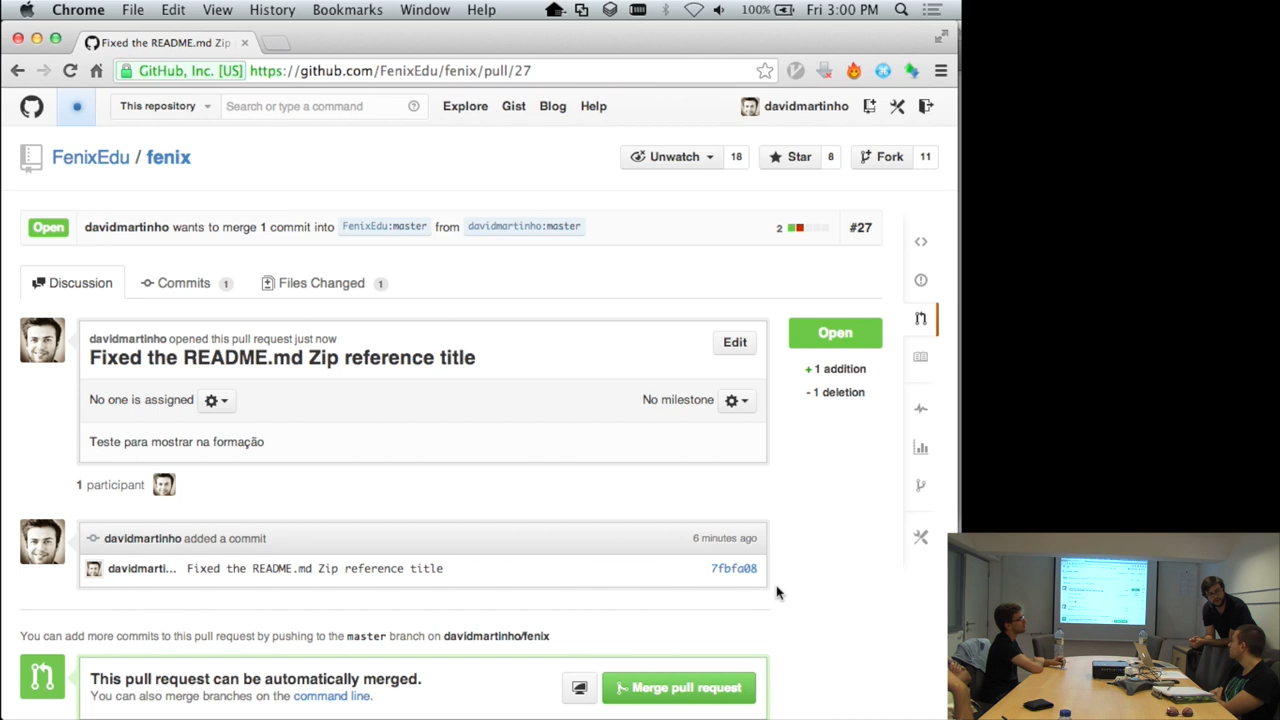 Chrome File Edit View History Bookmarks Window Help 100% Fri 3:00 PM
Fixed the README.md Zip
GitHub, Inc. [US] https://github.com/FenixEdu/fenix/pull/27
This repository Search or type a command Explore Gist Blog Help davidmartinho
FenixEdu / fenix Unwatch 18 Star 8 Fork 11
Open davidmartinho wants to merge 1 commit into FenixEdu:master from davidmartinho:master 2 #27
Discussion Commits 1 Files Changed 1
davidmartinho opened this pull request just now
Fixed the README.md Zip reference title Edit Open
+ 1 addition
No one is assigned No milestone - 1 deletion
Teste para mostrar na formação
1 participant
davidmartinho added a commit 6 minutes ago
davidmarti... Fixed the README.md Zip reference title 7fbfa08
You can add more commits to this pull request by pushing to the master branch on davidmartinho/fenix
This pull request can be automatically merged.
You can also merge branches on the command line. Merge pull request